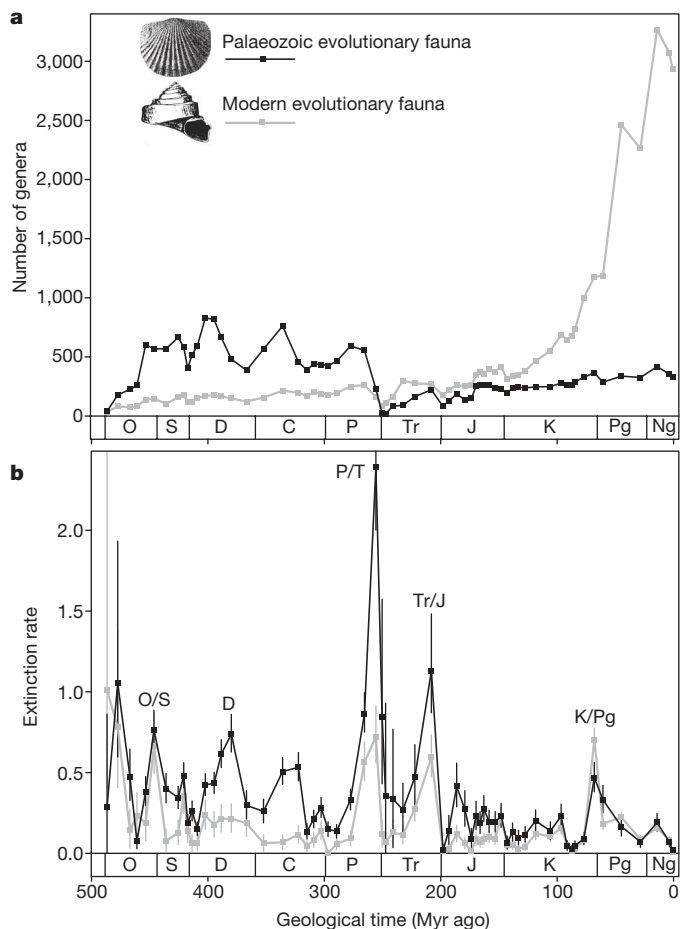 a
Palaeozoic evolutionary fauna
Modern evolutionary fauna
Number of genera
3,000
2,500
2,000
1,500
1,000
500
0
O S D C P Tr J K Pg Ng
b
Extinction rate
2.0
1.5
1.0
0.5
0.0
P/T
Tr/J
O/S
D
K/Pg
O S D C P Tr J K Pg Ng
500 400 300 200 100 0
Geological time (Myr ago)